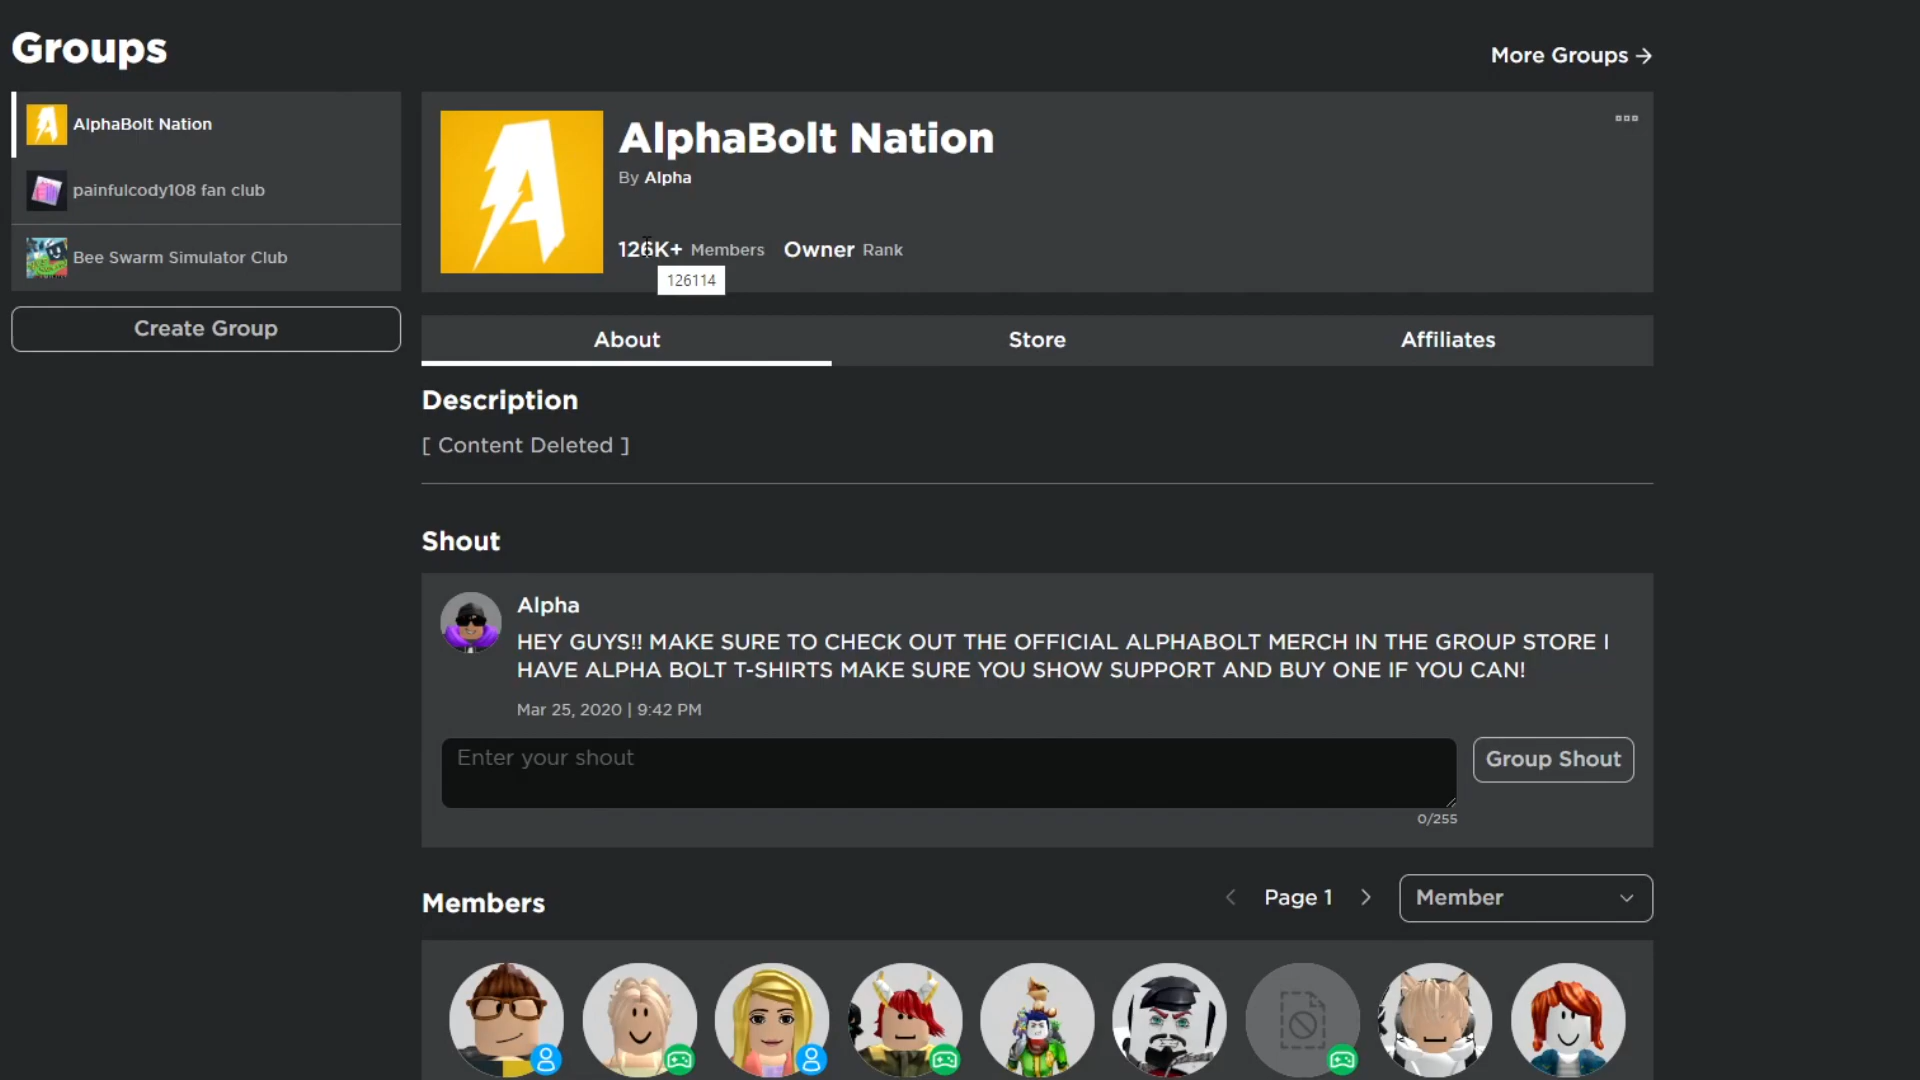 Groups
More Groups →
AlphaBolt Nation
painfulcody108 fan club
Bee Swarm Simulator Club
Create Group
AlphaBolt Nation
By Alpha
126K+ Members Owner Rank
126114
About Store Affiliates
Description
[ Content Deleted ]
Shout
Alpha
HEY GUYS!! MAKE SURE TO CHECK OUT THE OFFICIAL ALPHABOLT MERCH IN THE GROUP STORE I
HAVE ALPHA BOLT T-SHIRTS MAKE SURE YOU SHOW SUPPORT AND BUY ONE IF YOU CAN!
Mar 25, 2020 | 9:42 PM
Enter your shout
Group Shout
0/255
Members
Page 1
Member